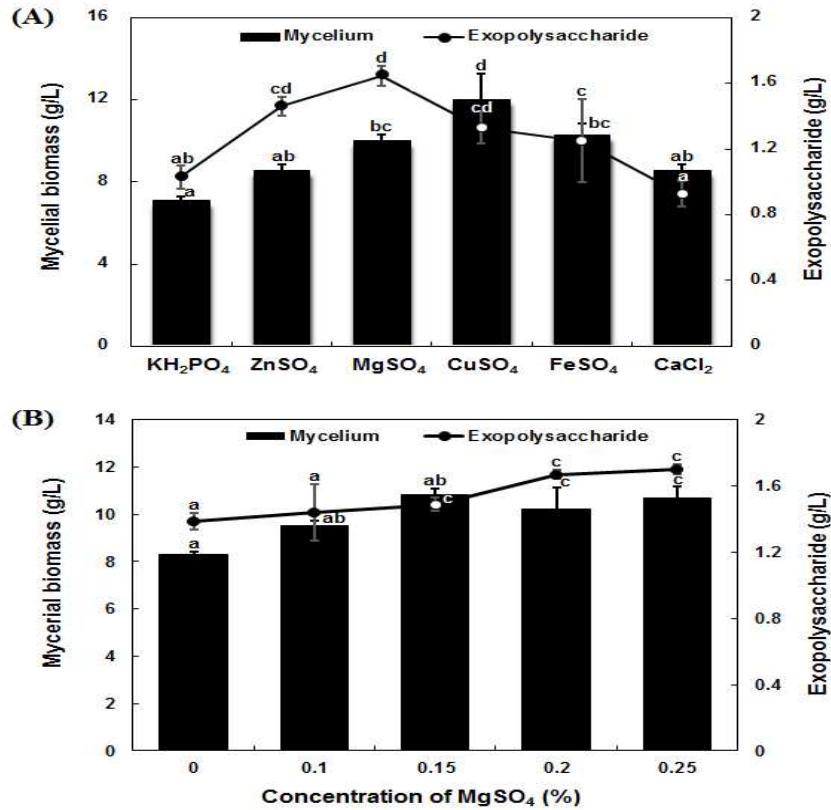 (A)
16
12
8
4
0
Mycelial biomass (g/L)
Mycelium
Exopolysaccharide
ab
a
cd
ab
d
bc
d
cd
c
bc
ab
a
2
1.6
1.2
0.8
0.4
0
Exopolysaccharide (g/L)
KH₂PO₄ ZnSO₄ MgSO₄ CuSO₄ FeSO₄ CaCl₂
(B)
14
12
10
8
6
4
2
0
Mycerial biomass (g/L)
Mycelium
Exopolysaccharide
a
a
a
ab
ab
c
c
c
c
c
2
1.6
1.2
0.8
0.4
0
Exopolysaccharide (g/L)
0 0.1 0.15 0.2 0.25
Concentration of MgSO₄ (%)